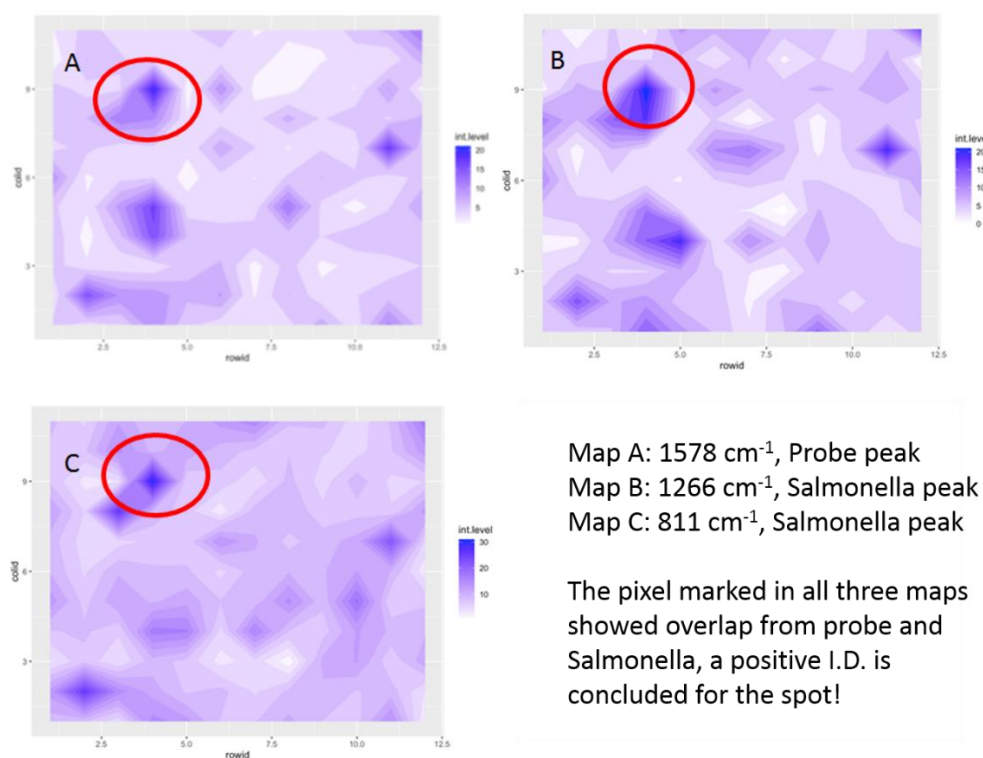 A
9
6
3
colid
2.5
5.0
7.5
10.0
12.5
rowid
int.level
20
15
10
5
B
9
6
3
colid
2.5
5.0
7.5
10.0
12.5
rowid
int.level
20
15
10
5
0
C
9
6
3
colid
2.5
5.0
7.5
10.0
12.5
rowid
int.level
30
20
10
Map A: 1578 cm⁻¹, Probe peak
Map B: 1266 cm⁻¹, Salmonella peak
Map C: 811 cm⁻¹, Salmonella peak
The pixel marked in all three maps
showed overlap from probe and
Salmonella, a positive I.D. is
concluded for the spot!